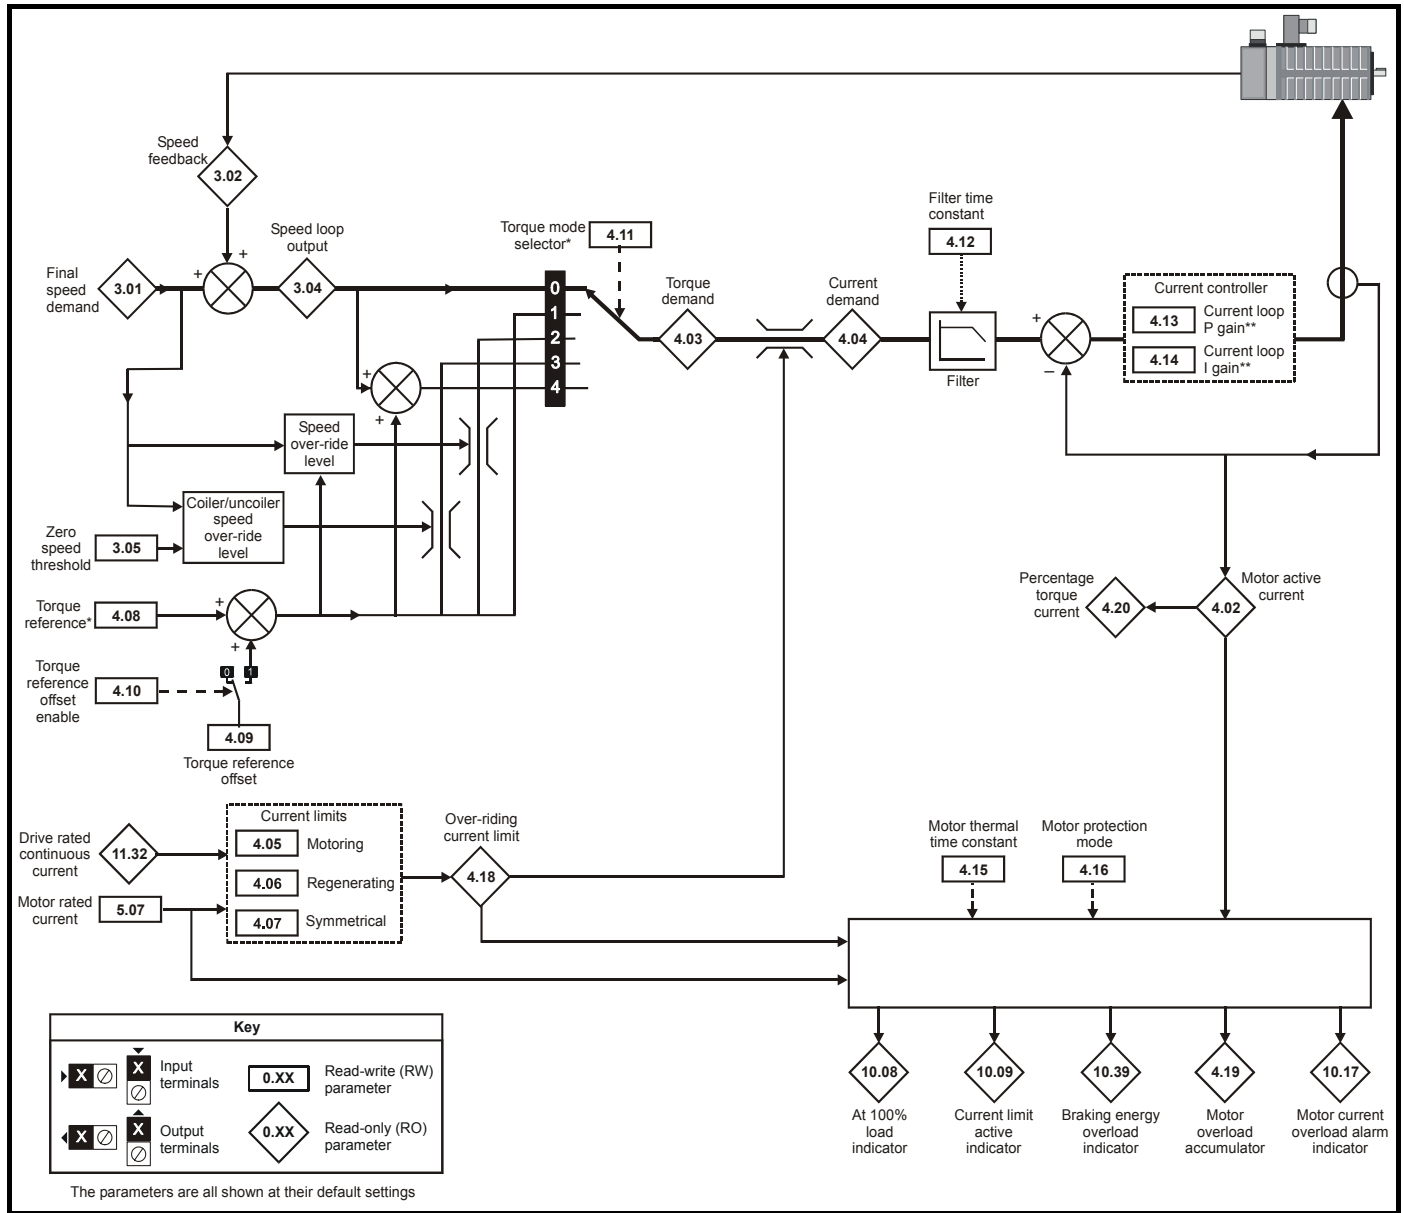 Speed
feedback
3.02
Final
speed
demand
3.01
+
+
Speed loop
output
3.04
Torque mode
selector*
4.11
0
1
2
3
4
Torque
demand
4.03
Current
demand
4.04
Filter time
constant
4.12
Filter
+
–
Current controller
4.13
Current loop
P gain**
4.14
Current loop
I gain**
+
+
Speed
over-ride
level
Coiler/uncoiler
speed
over-ride
level
Zero
speed
threshold
3.05
Torque
reference*
4.08
+
+
Torque
reference
offset
enable
4.10
0
1
4.09
Torque reference
offset
Percentage
torque
current
4.20
4.02
Motor active
current
Drive rated
continuous
current
11.32
Motor rated
current
5.07
Current limits
4.05
Motoring
4.06
Regenerating
4.07
Symmetrical
Over-riding
current limit
4.18
Motor thermal
time constant
4.15
Motor protection
mode
4.16
10.08
At 100%
load
indicator
10.09
Current limit
active
indicator
10.39
Braking energy
overload
indicator
4.19
Motor
overload
accumulator
10.17
Motor current
overload alarm
indicator
Key
X
X
Input
terminals
0.XX
Read-write (RW)
parameter
X
X
Output
terminals
0.XX
Read-only (RO)
parameter
The parameters are all shown at their default settings